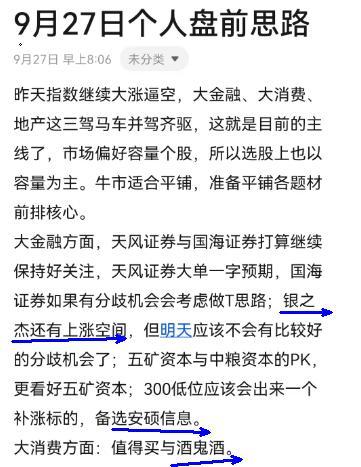 9月27日个人盘前思路
9月27日 早上8:06 未分类
昨天指数继续大涨逼空，大金融、大消费、
地产这三驾马车并驾齐驱，这就是目前的主
线了，市场偏好容量个股，所以选股上也以
容量为主。牛市适合平铺，准备平铺各题材
前排核心。
大金融方面，天风证券与国海证券打算继续
保持好关注，天风证券大单一字预期，国海
证券如果有分歧机会会考虑做T思路；银之
杰还有上涨空间，但明天应该不会有比较好
的分歧机会了；五矿资本与中粮资本的PK，
更看好五矿资本；300低位应该会出来一个
补涨标的，备选安硕信息。
大消费方面：值得买与酒鬼酒。